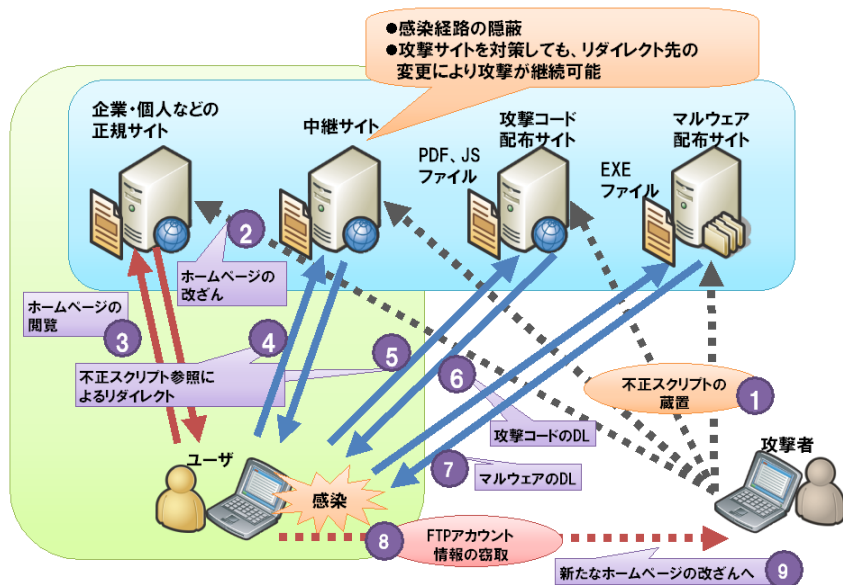 ●感染経路の隠蔽
●攻撃サイトを対策しても、リダイレクト先の
変更により攻撃が継続可能
企業・個人などの
正規サイト
中継サイト
攻撃コード
配布サイト
マルウェア
配布サイト
PDF、JS
ファイル
EXE
ファイル
2
ホームページの
改ざん
ホームページの
閲覧
3
4
5
不正スクリプト参照に
よるリダイレクト
6
攻撃コードのDL
不正スクリプトの
蔵置
1
7
マルウェアのDL
ユーザ
感染
攻撃者
8
FTPアカウント
情報の窃取
新たなホームページの改ざんへ
9